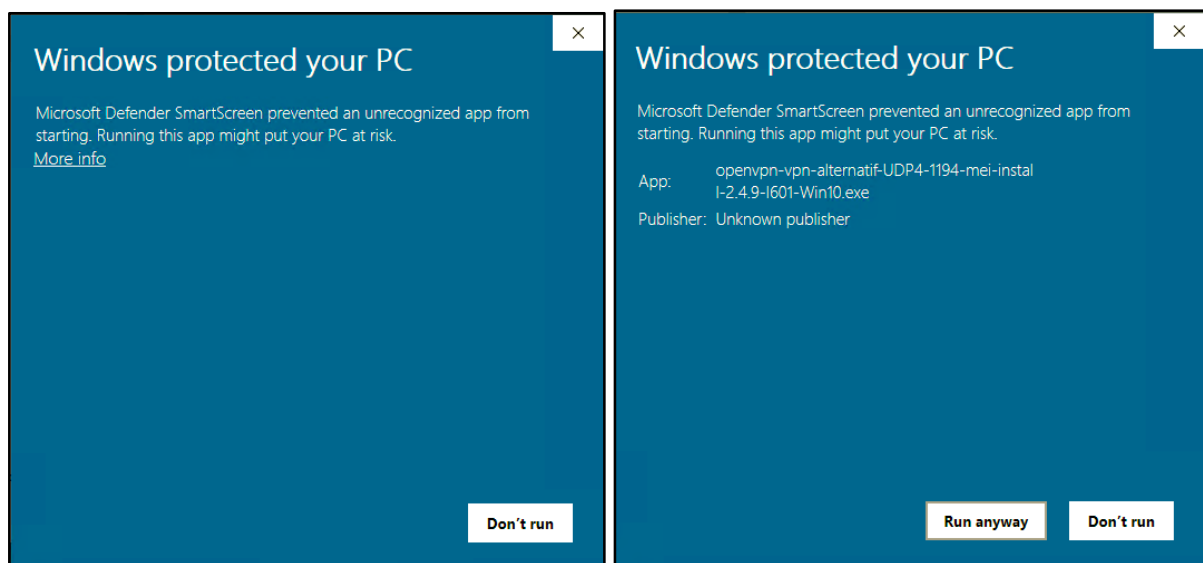 Windows protected your PC
Microsoft Defender SmartScreen prevented an unrecognized app from
starting. Running this app might put your PC at risk.
More info
Don't run
Windows protected your PC
Microsoft Defender SmartScreen prevented an unrecognized app from
starting. Running this app might put your PC at risk.
App: openvpn-vpn-alternatif-UDP4-1194-mei-instal
l-2.4.9-I601-Win10.exe
Publisher: Unknown publisher
Run anyway Don't run